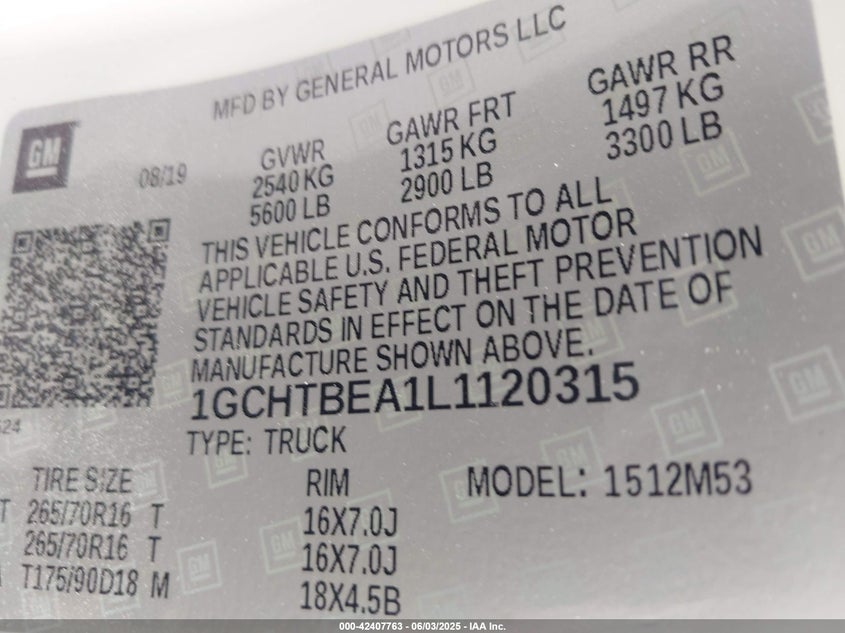 MFD BY GENERAL MOTORS LLC
GM
08/19
GVWR GAWR FRT GAWR RR
2540 KG 1315 KG 1497 KG
5600 LB 2900 LB 3300 LB
THIS VEHICLE CONFORMS TO ALL
APPLICABLE U.S. FEDERAL MOTOR
VEHICLE SAFETY AND THEFT PREVENTION
STANDARDS IN EFFECT ON THE DATE OF
MANUFACTURE SHOWN ABOVE.
1GCHTBEA1L1120315
624
TYPE: TRUCK
TIRE SIZE RIM MODEL: 1512M53
T 265/70R16 T 16X7.0J
265/70R16 T 16X7.0J
T175/90D18 M 18X4.5B
000-42407763 - 06/03/2025 - IAA Inc.